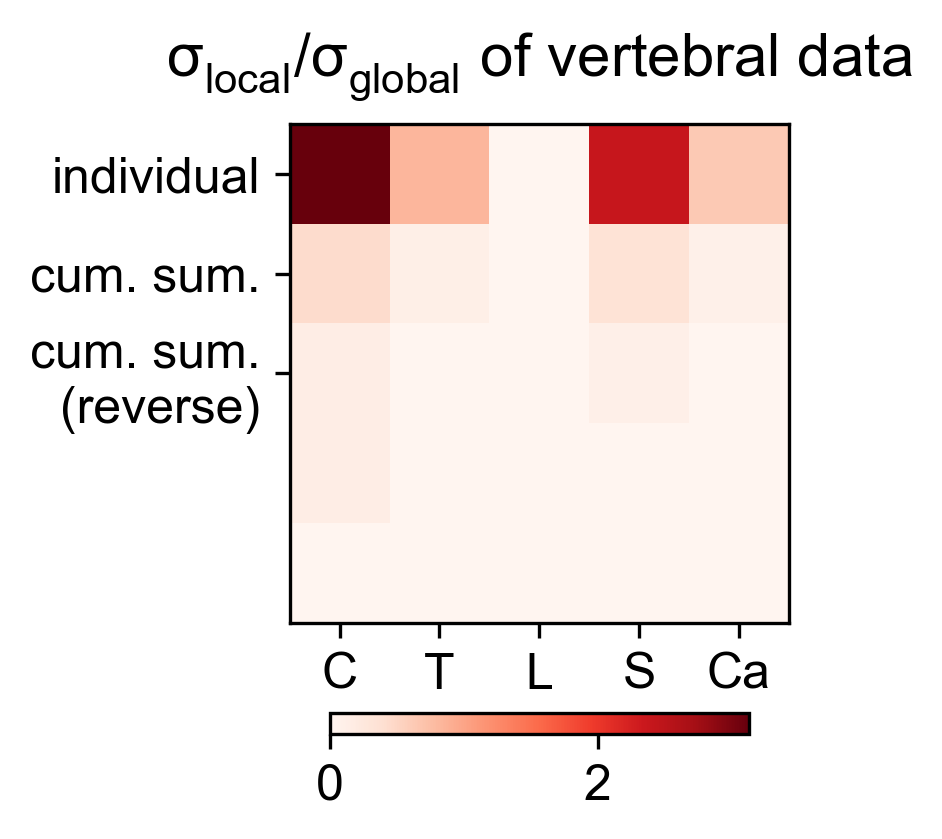 σlocal/σglobal of vertebral data
individual
cum. sum.
cum. sum.
(reverse)
C T L S Ca
0 2